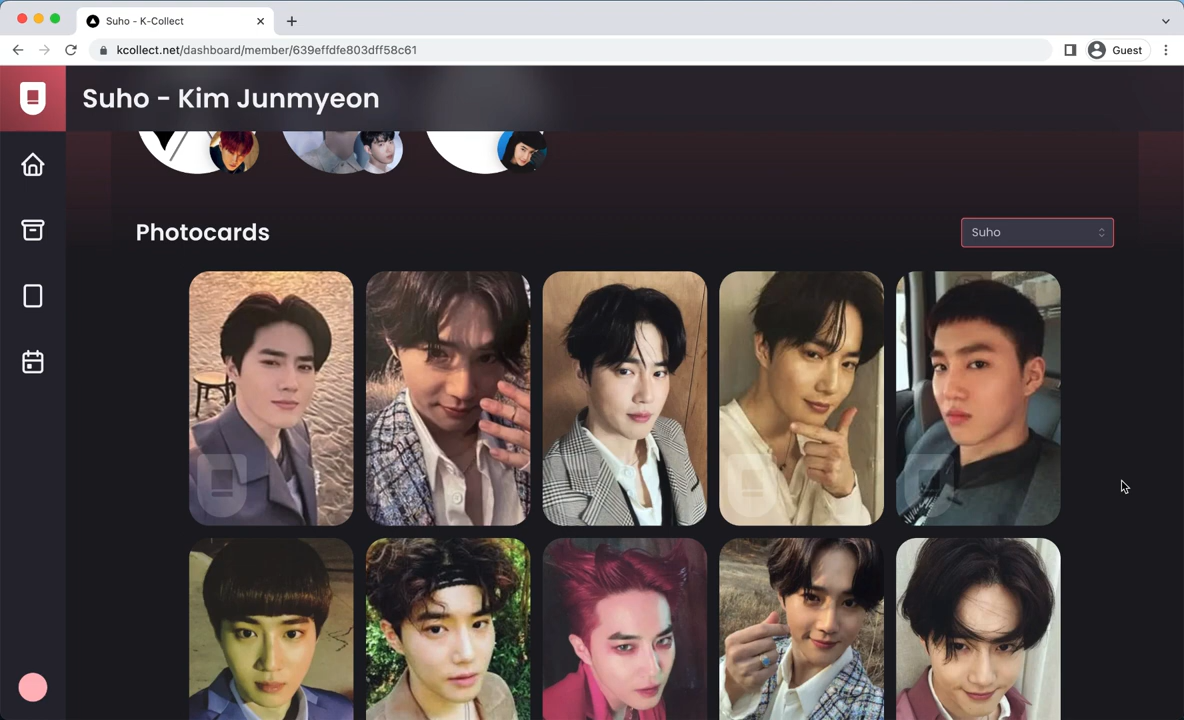 Suho - K-Collect
kcollect.net/dashboard/member/639effdfe803dff58c61
Guest
Suho - Kim Junmyeon
Photocards
Suho